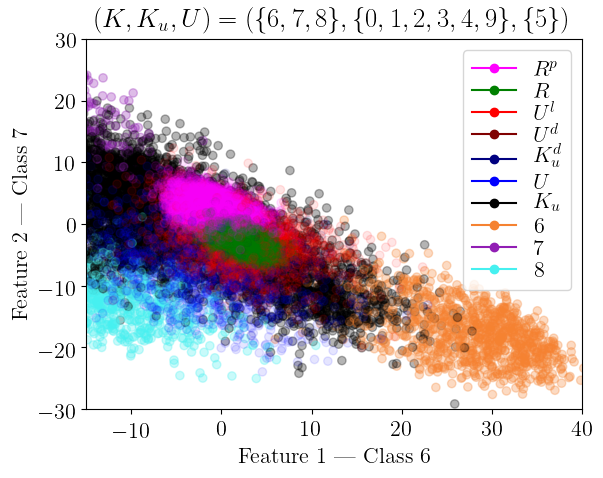 (K, K_u, U) = ({6, 7, 8}, {0, 1, 2, 3, 4, 9}, {5})
30
20
10
0
−10
−20
−30
Feature 2 — Class 7
R^p
R
U^l
U^d
K_u^d
U
K_u
6
7
8
−10
0
10
20
30
40
Feature 1 — Class 6